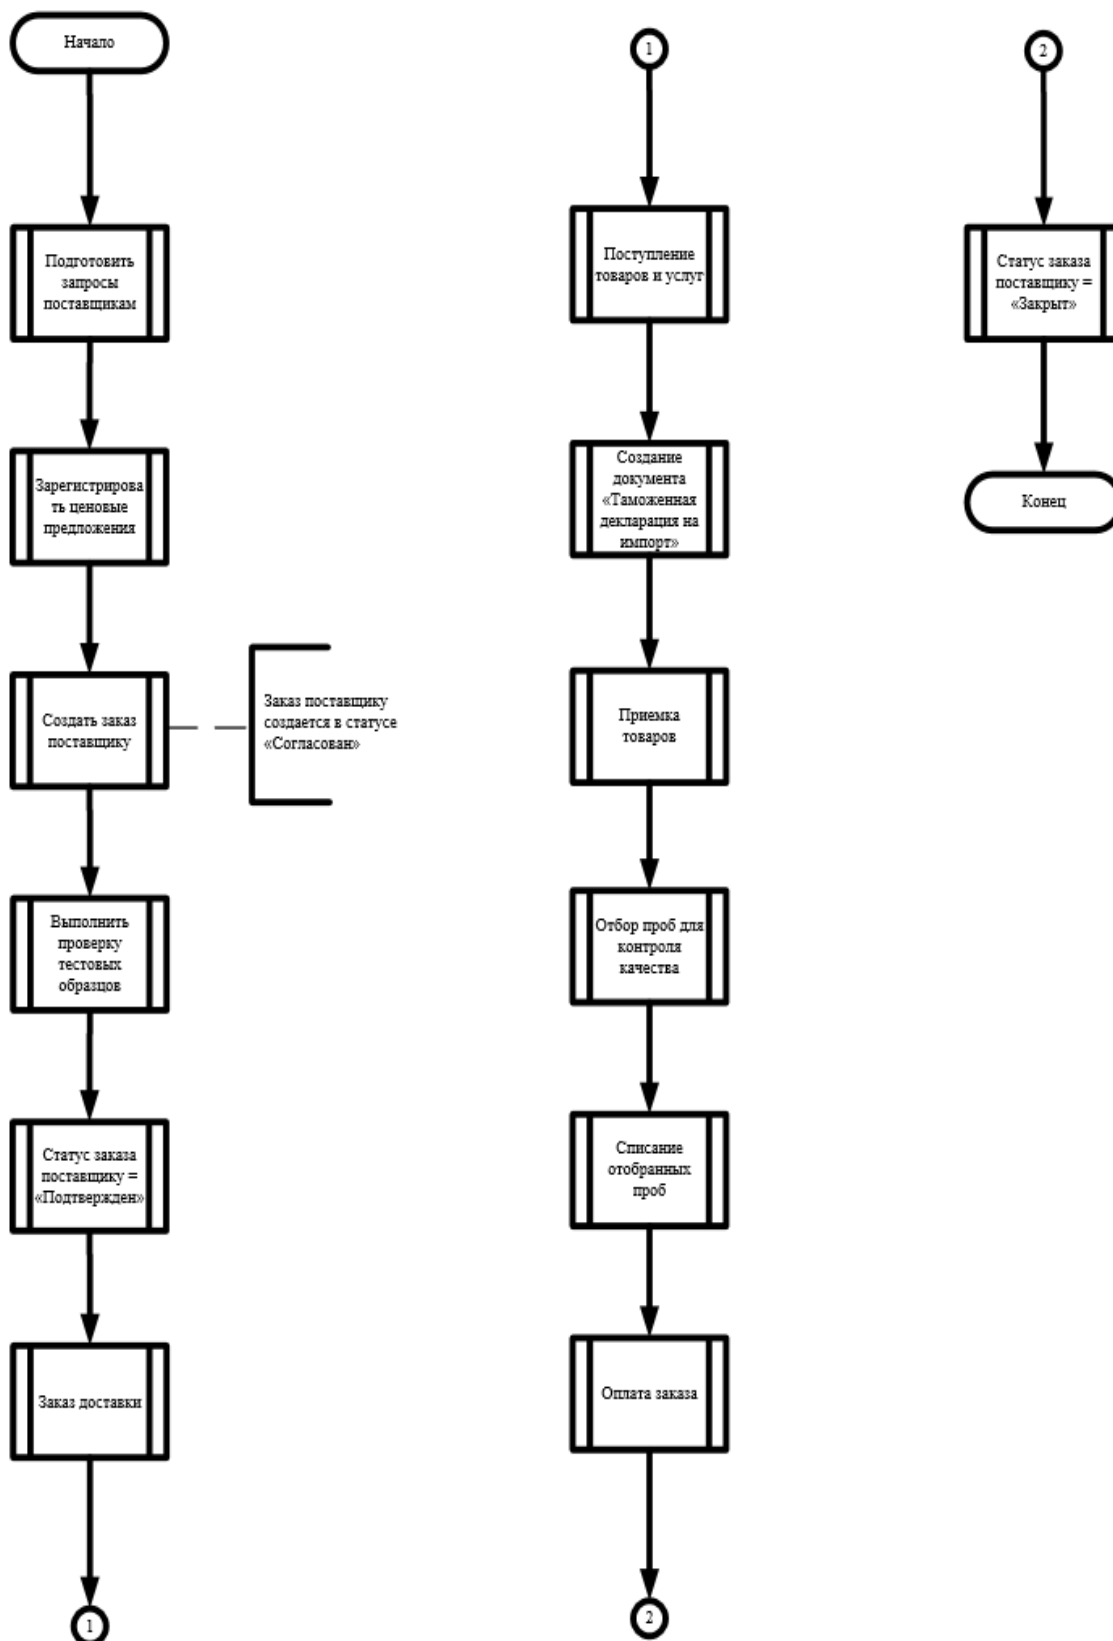 Начало
Подготовить
запросы
поставщикам
Зарегистрирова
ть ценовые
предложения
Создать заказ
поставщику
Заказ поставщику
создается в статусе
«Согласован»
Выполнить
проверку
тестовых
образцов
Статус заказа
поставщику =
«Подтвержден»
Заказ доставки
1
1
Поступление
товаров и услуг
Создание
документа
«Таможенная
декларация на
импорт»
Приемка
товаров
Отбор проб для
контроля
качества
Списание
отобранных
проб
Оплата заказа
2
2
Статус заказа
поставщику =
«Закрыт»
Конец